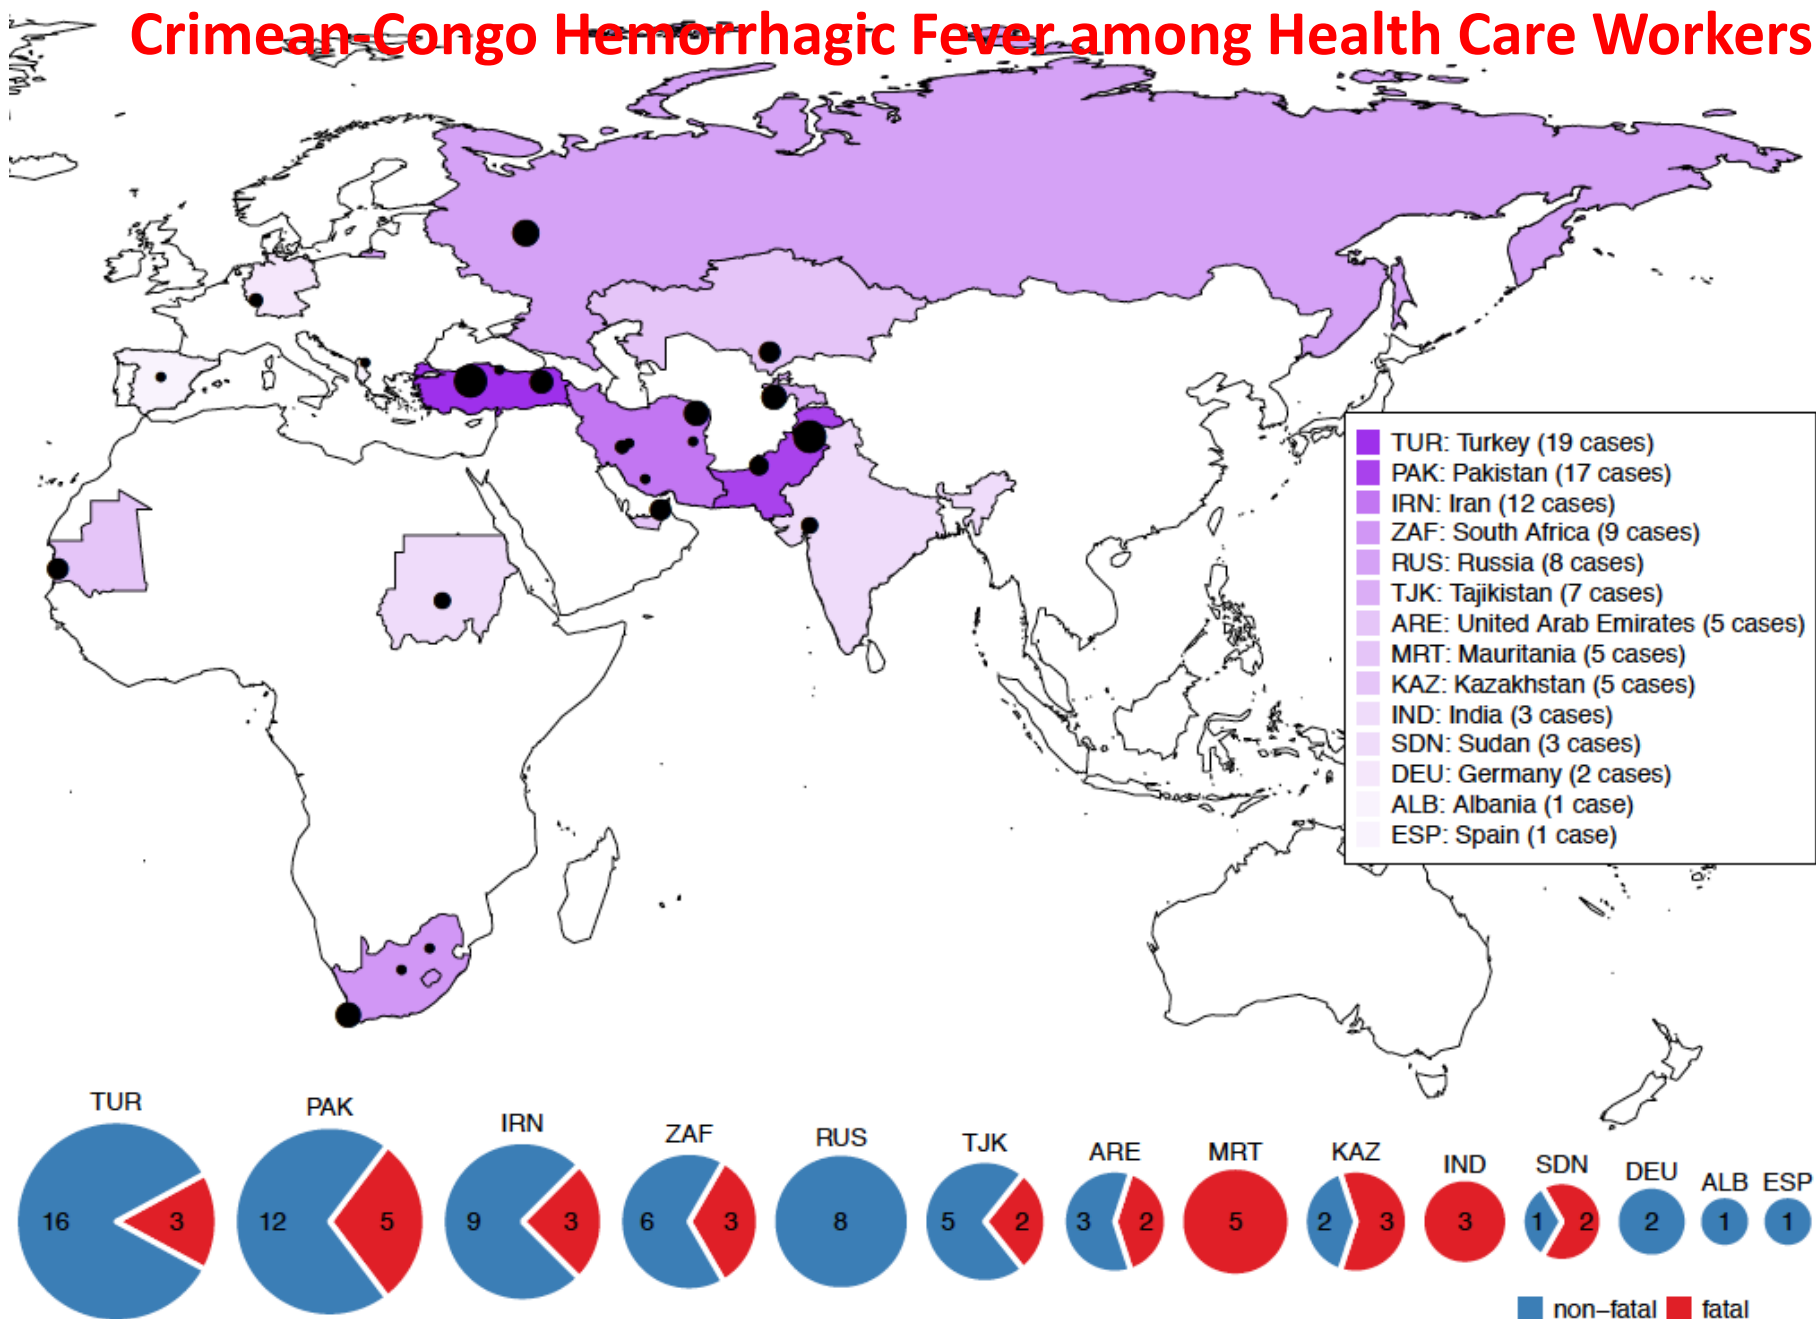 Crimean-Congo Hemorrhagic Fever among Health Care Workers
TUR: Turkey (19 cases)
PAK: Pakistan (17 cases)
IRN: Iran (12 cases)
ZAF: South Africa (9 cases)
RUS: Russia (8 cases)
TJK: Tajikistan (7 cases)
ARE: United Arab Emirates (5 cases)
MRT: Mauritania (5 cases)
KAZ: Kazakhstan (5 cases)
IND: India (3 cases)
SDN: Sudan (3 cases)
DEU: Germany (2 cases)
ALB: Albania (1 case)
ESP: Spain (1 case)
TUR PAK IRN ZAF RUS TJK ARE MRT KAZ IND SDN DEU ALB ESP
16 3 12 5 9 3 6 3 8 5 2 3 2 5 2 3 3 1 2 2 1 1
non–fatal fatal